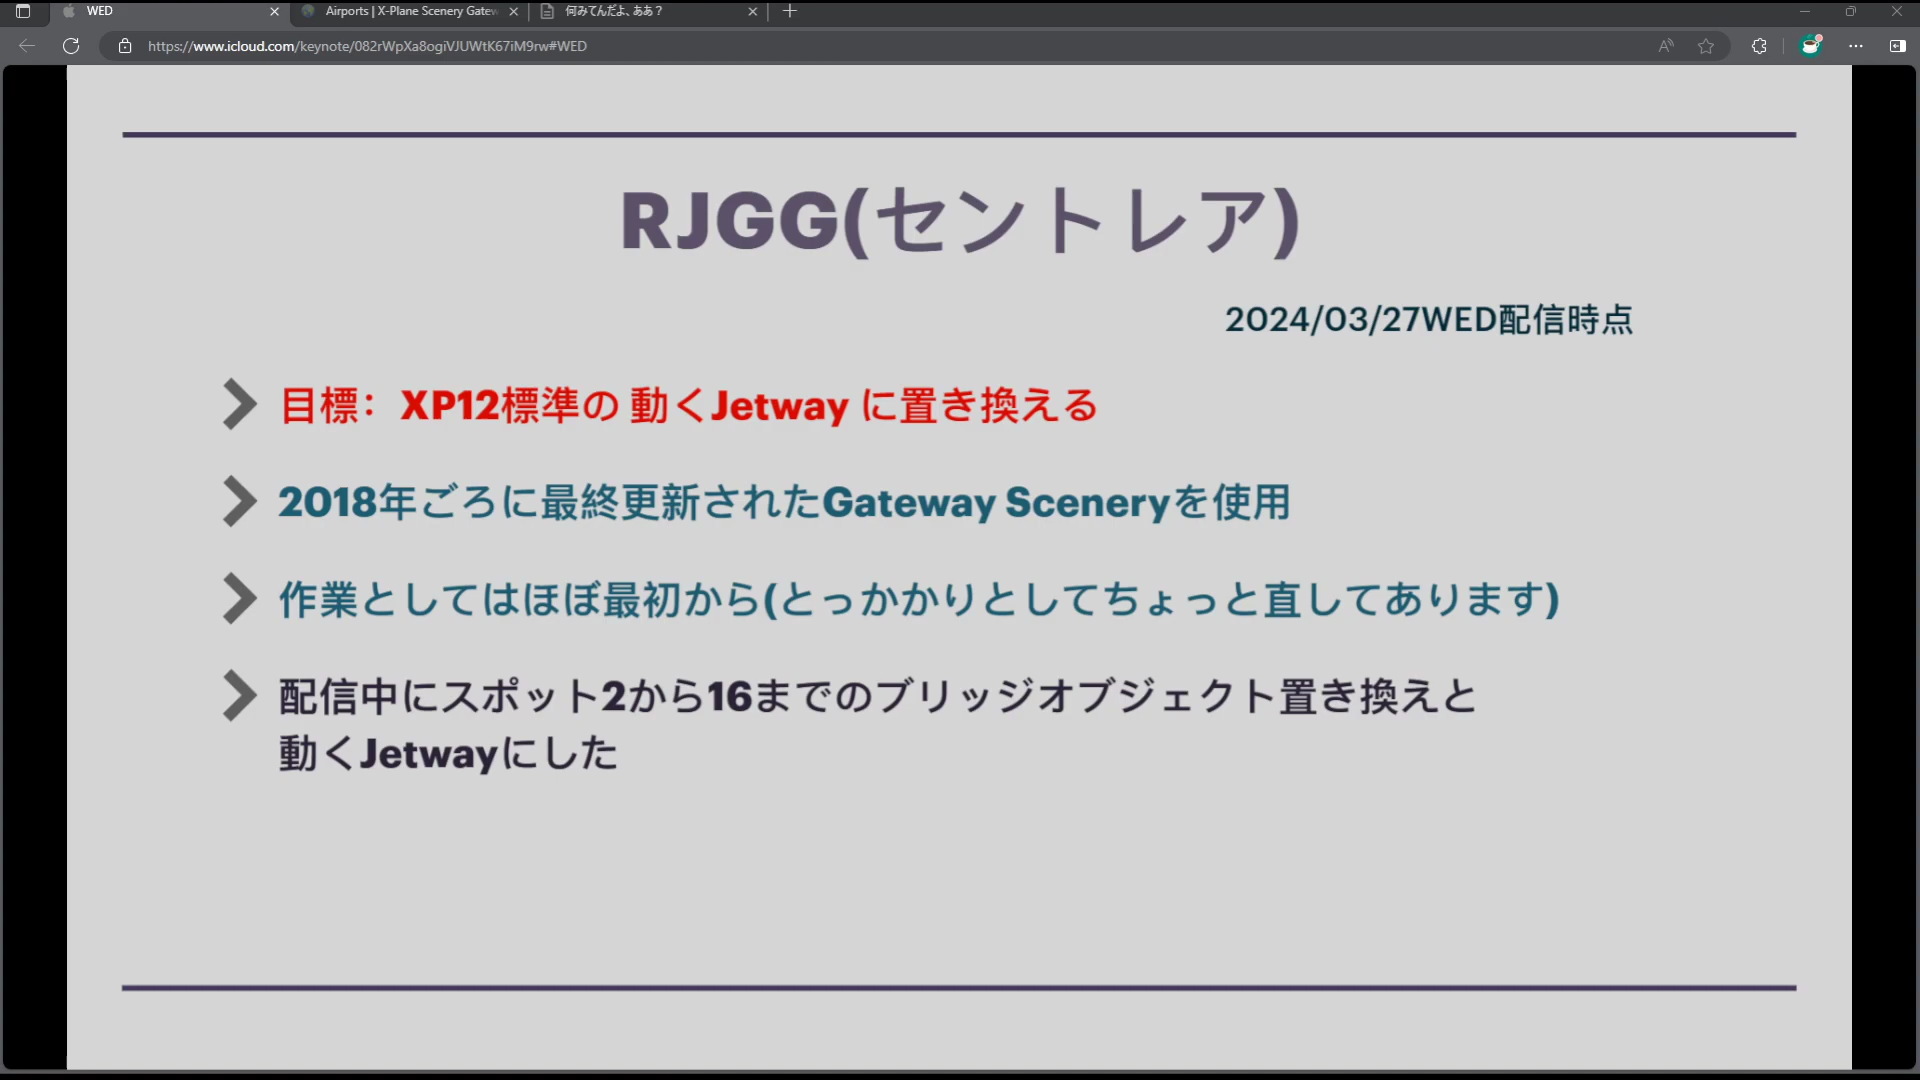 WED
Airports | X-Plane Scenery Gatew
何みてんだよ、ああ？
https://www.icloud.com/keynote/082rWpXa8ogiVJUWtK67iM9rw#WED
RJGG(セントレア)
2024/03/27WED配信時点
目標：XP12標準の 動くJetway に置き換える
2018年ごろに最終更新されたGateway Sceneryを使用
作業としてはほぼ最初から(とっかかりとしてちょっと直してあります)
配信中にスポット2から16までのブリッジオブジェクト置き換えと
動くJetwayにした